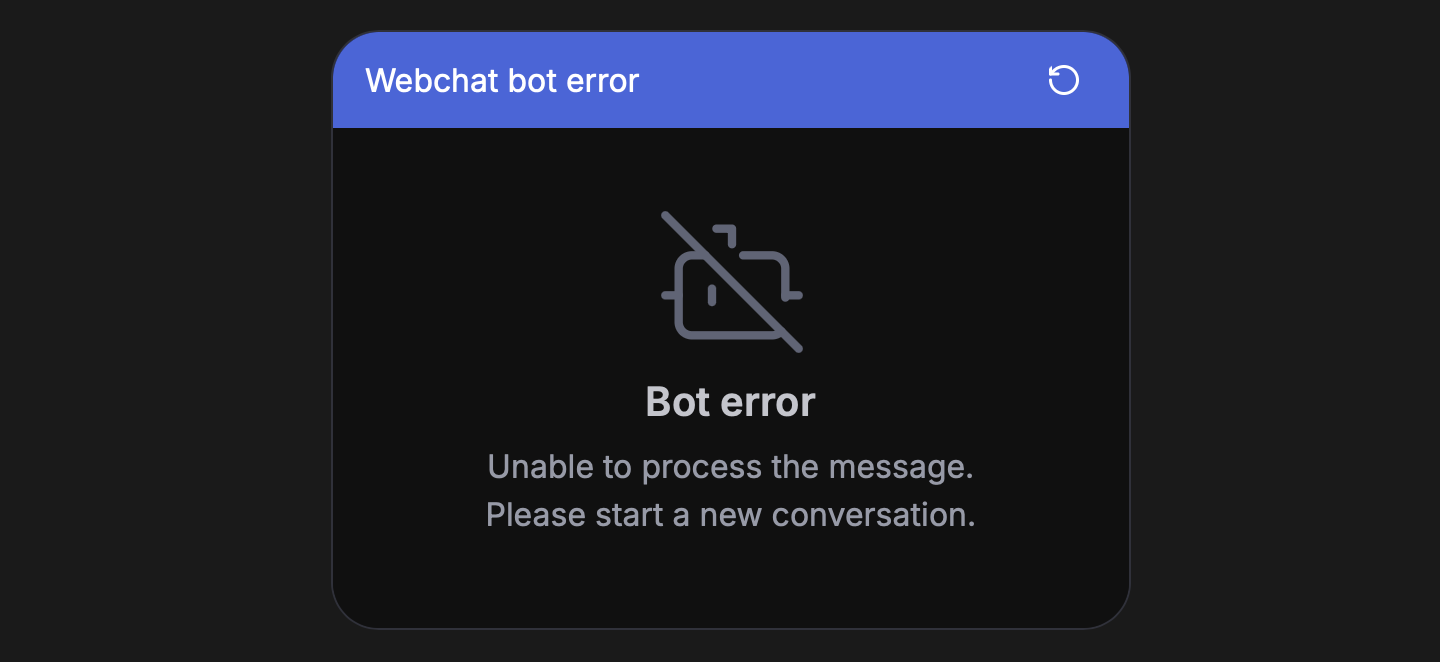 Webchat bot error
Bot error
Unable to process the message.
Please start a new conversation.